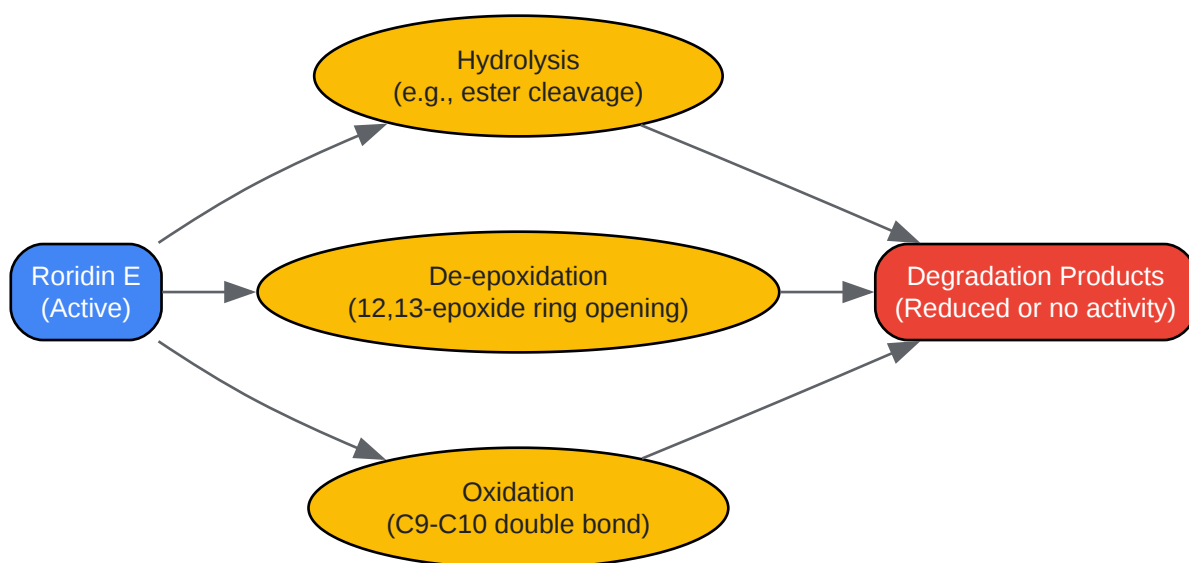 Hydrolysis
(e.g., ester cleavage)
Roridin E
(Active)
De-epoxidation
(12,13-epoxide ring opening)
Degradation Products
(Reduced or no activity)
Oxidation
(C9-C10 double bond)